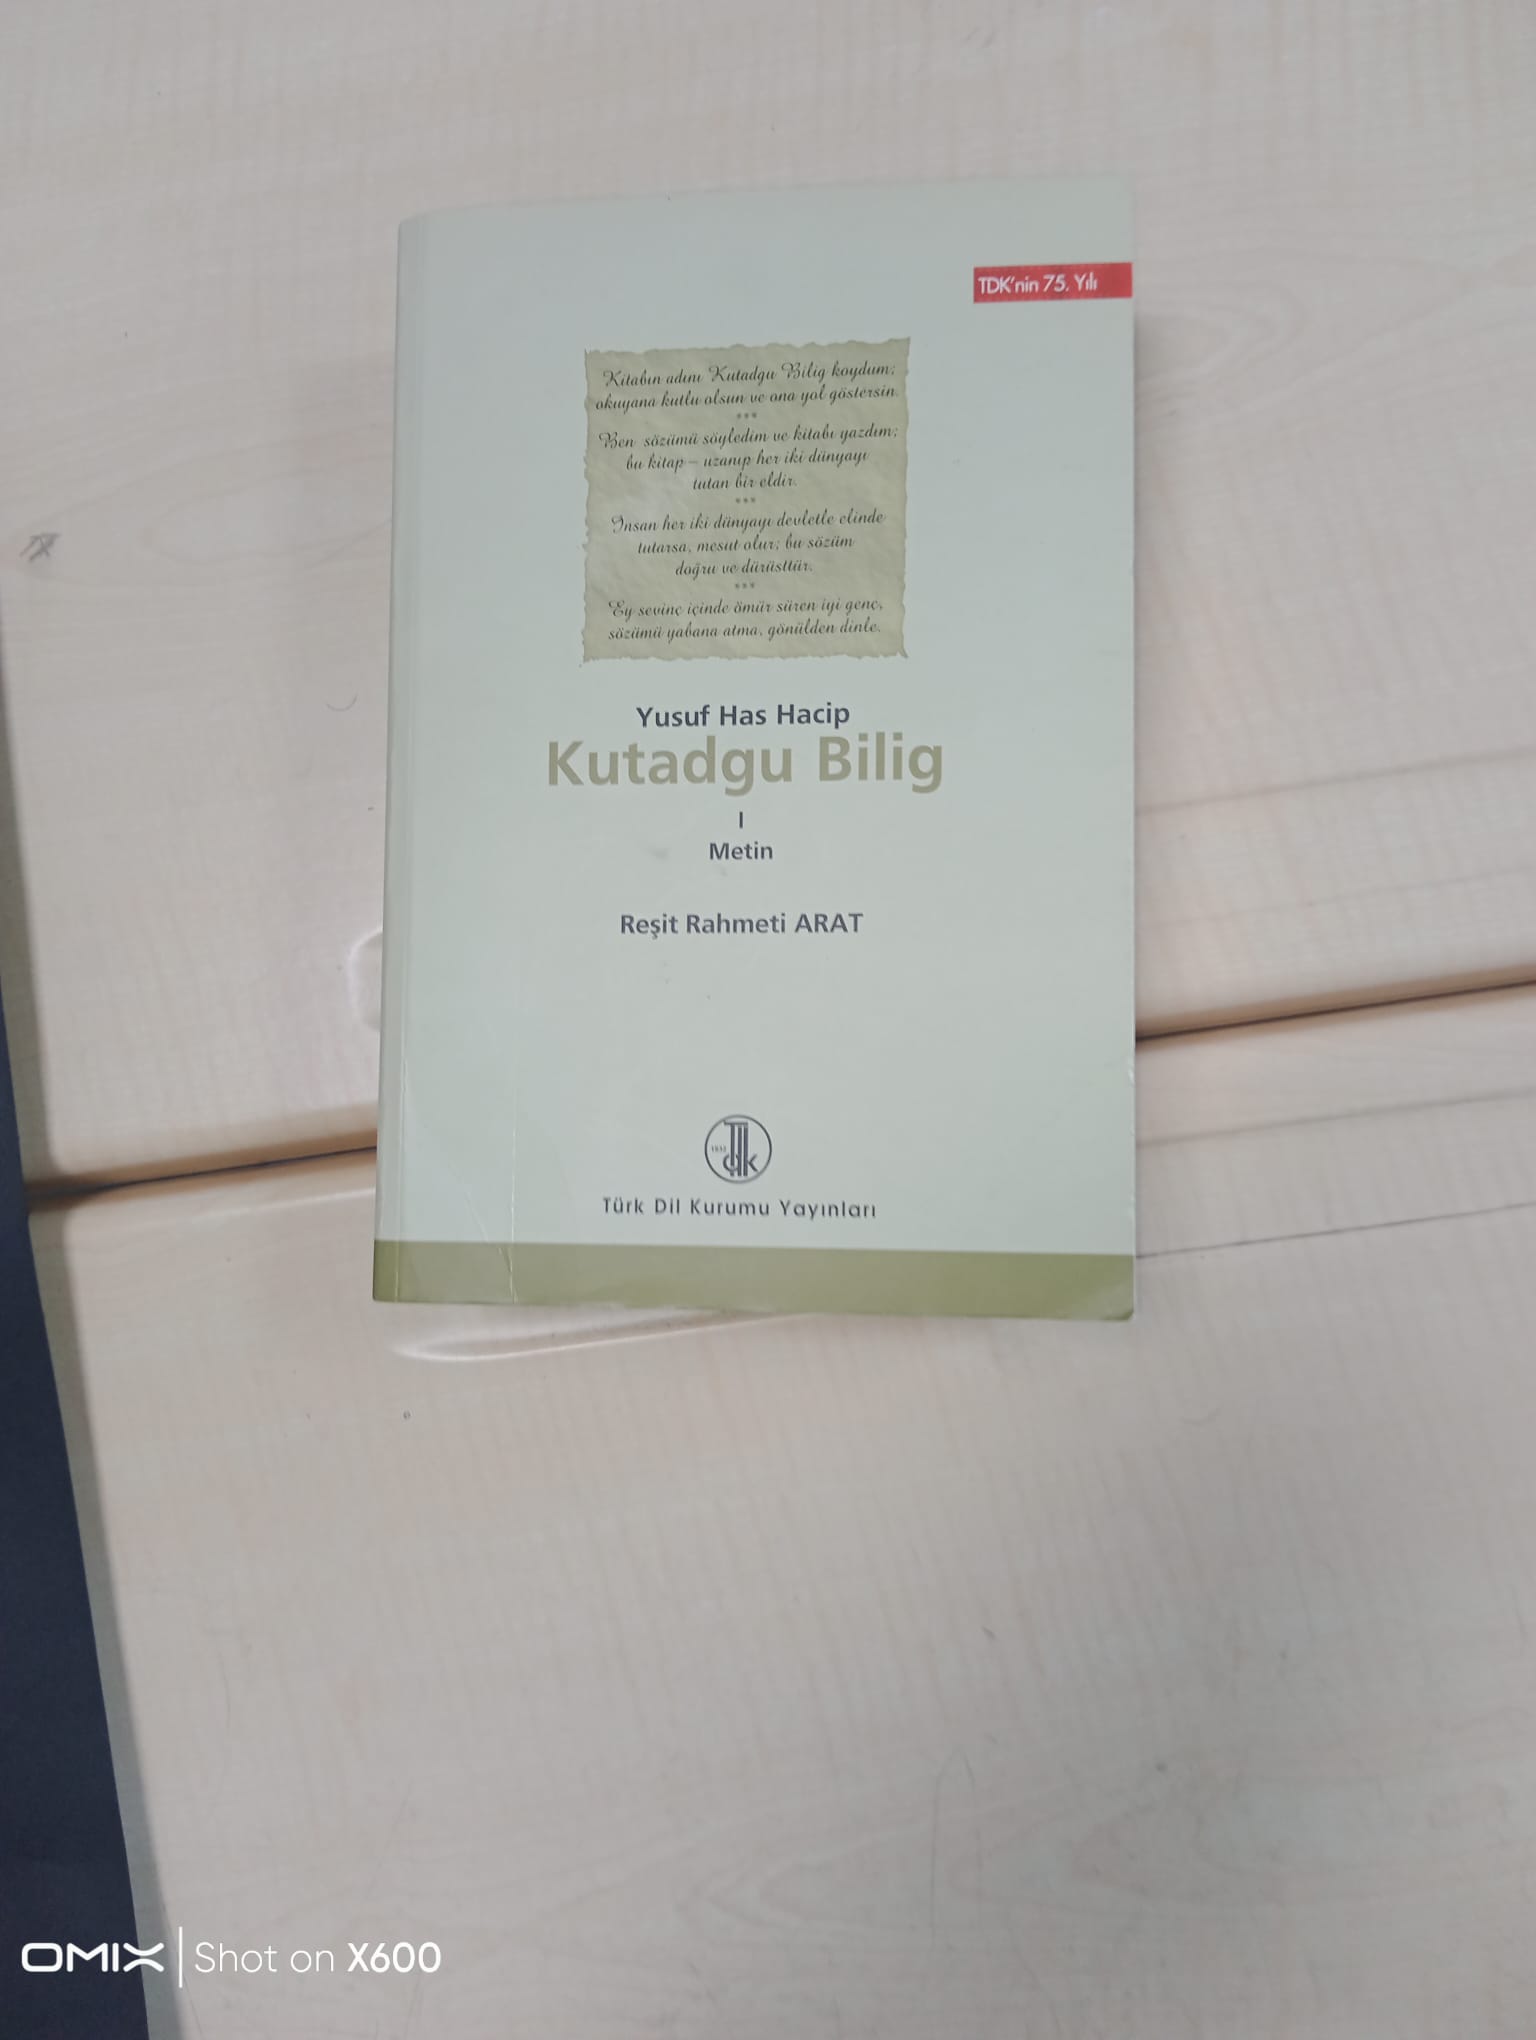 TDK'nin 75. Yılı
Kitabın adını Kutadgu Bilig koydum;
okuyana kutlu olsun ve ona yol göstersin.
***
Ben sözümü söyledim ve kitabı yazdım;
bu kitap – uzanıp her iki dünyayı
tutan bir eldir.
***
İnsan her iki dünyayı devletle elinde
tutarsa, mesut olur; bu sözüm
doğru ve dürüsttür.
***
Ey sevinç içinde ömür süren iyi genç,
sözümü yabana atma, gönülden dinle.
Yusuf Has Hacip
Kutadgu Bilig
I
Metin
Reşit Rahmeti ARAT
tdk
Türk Dil Kurumu Yayınları
OMIX | Shot on X600